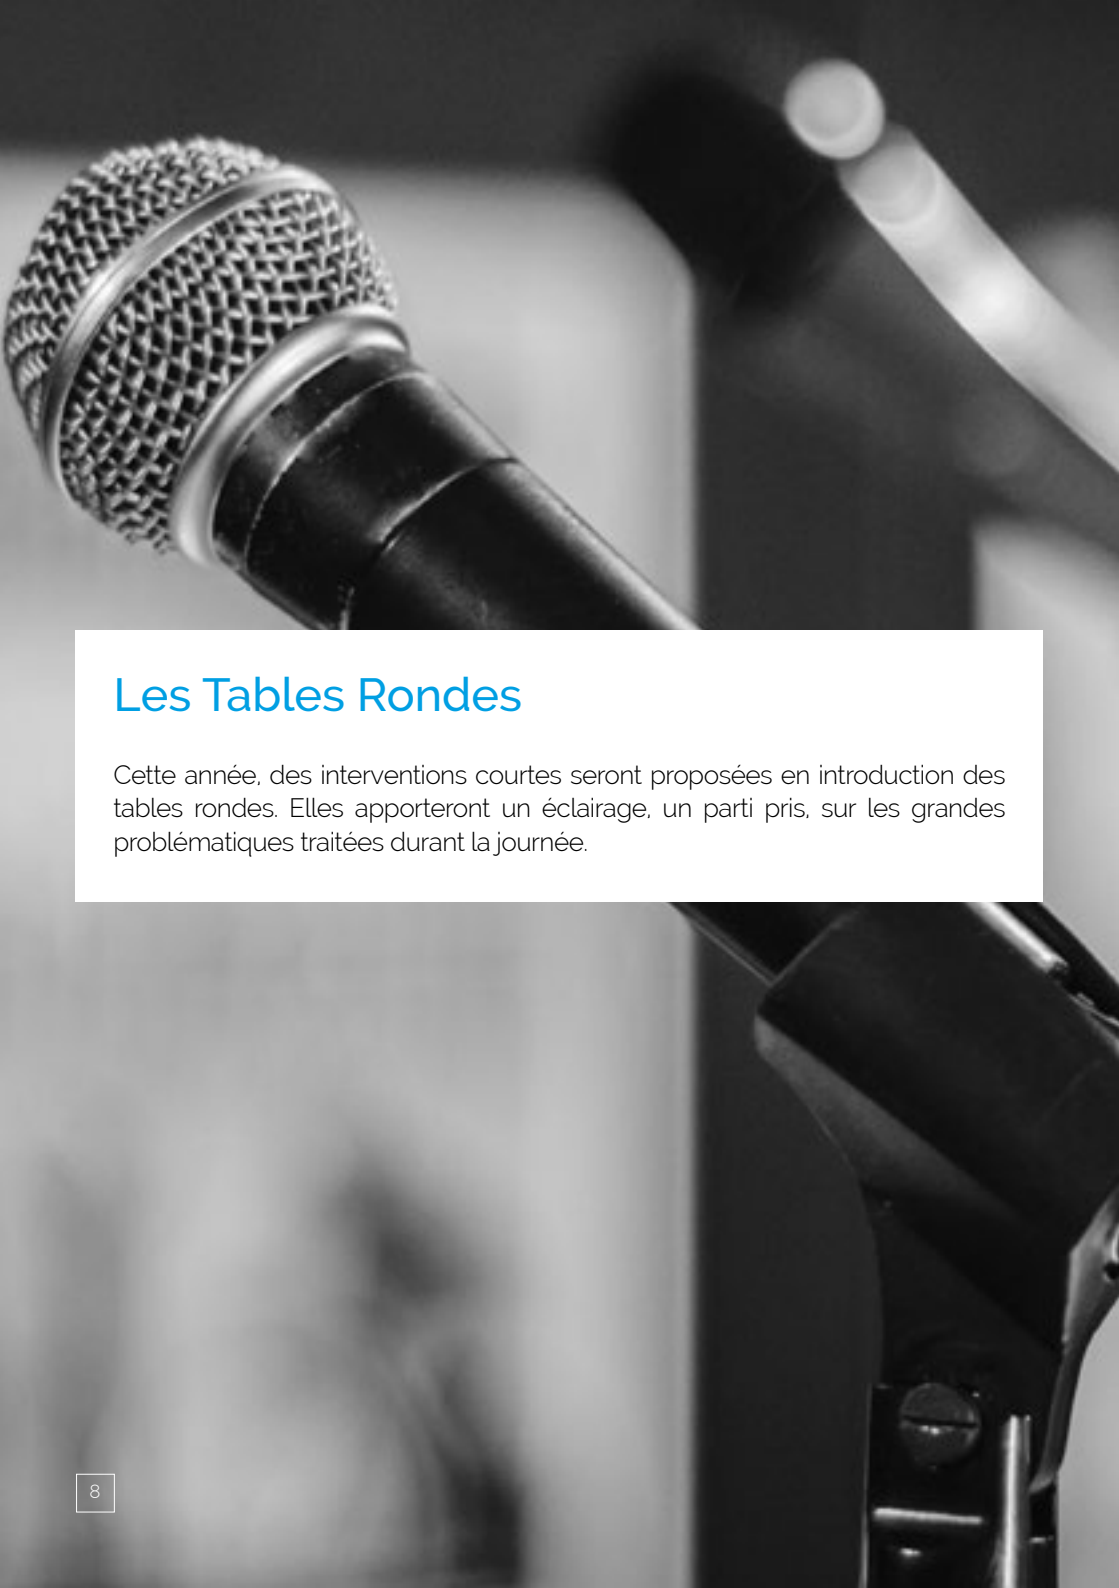 Les Tables Rondes
Cette année, des interventions courtes seront proposées en introduction des
tables rondes. Elles apporteront un éclairage, un parti pris, sur les grandes
problématiques traitées durant la journée.
8